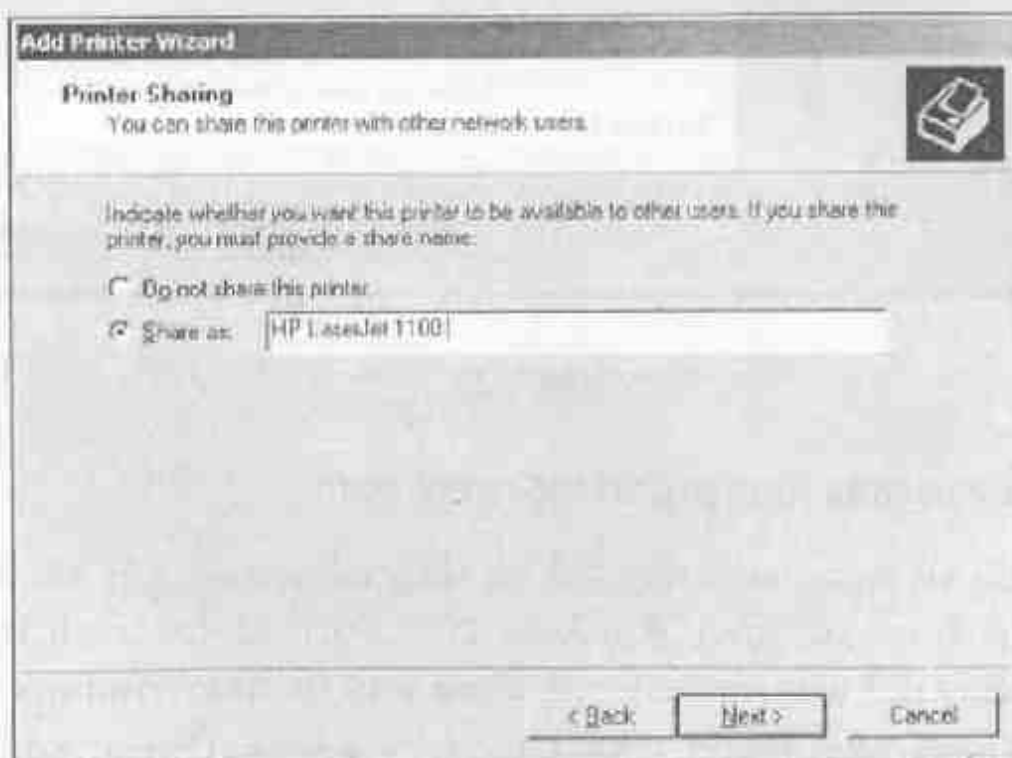 Add Printer Wizard
Printer Sharing
You can share this printer with other network users.
Indicate whether you want this printer to be available to other users. If you share this
printer, you must provide a share name.
Do not share this printer
Share as:
HP LaserJet 1100
< Back
Next >
Cancel